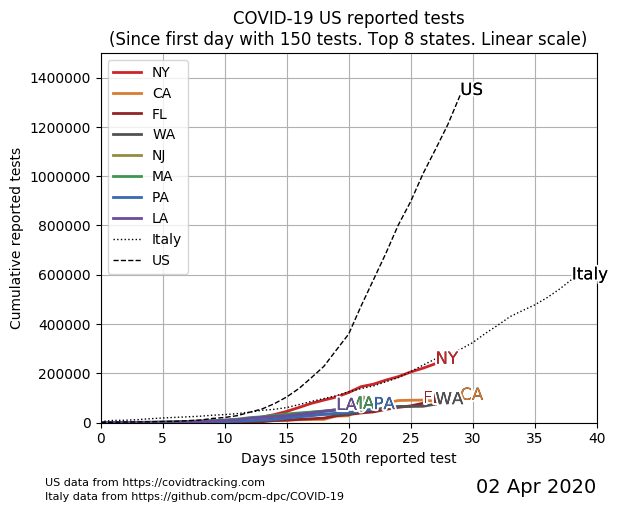 COVID-19 US reported tests
(Since first day with 150 tests. Top 8 states. Linear scale)
Cumulative reported tests
1400000
1200000
1000000
800000
600000
400000
200000
0
NY
CA
FL
WA
NJ
MA
PA
LA
Italy
US
US
Italy
NY
LA
PA
WA
CA
0 5 10 15 20 25 30 35 40
Days since 150th reported test
US data from https://covidtracking.com
Italy data from https://github.com/pcm-dpc/COVID-19
02 Apr 2020